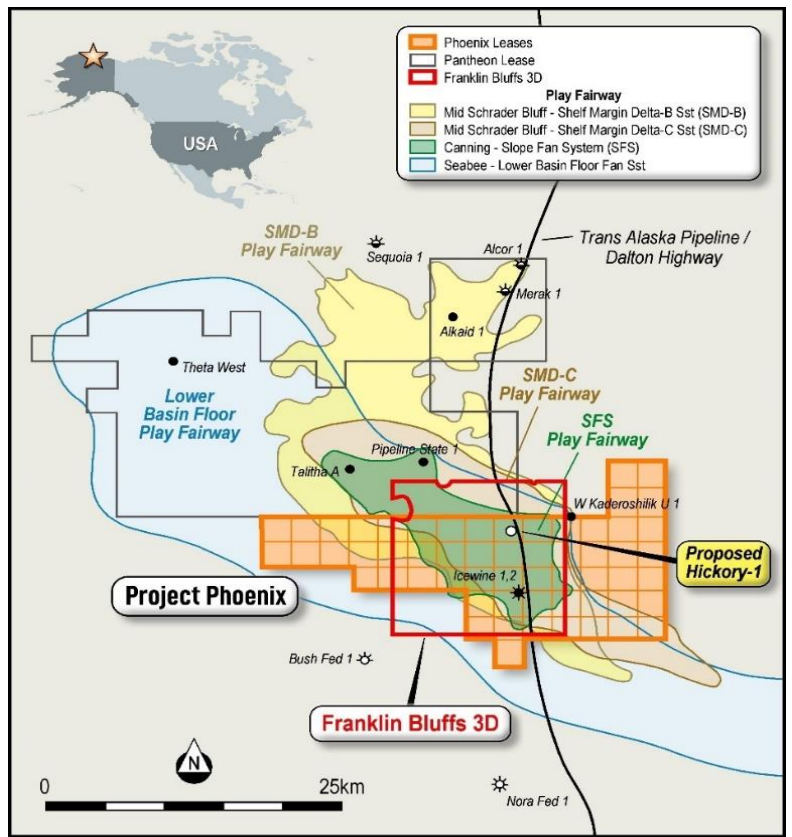 USA
Phoenix Leases
Pantheon Lease
Franklin Bluffs 3D
Play Fairway
Mid Schrader Bluff - Shelf Margin Delta-B Sst (SMD-B)
Mid Schrader Bluff - Shelf Margin Delta-C Sst (SMD-C)
Canning - Slope Fan System (SFS)
Seabee - Lower Basin Floor Fan Sst
SMD-B
Play Fairway
Sequoia 1
Alcor 1
Trans Alaska Pipeline /
Dalton Highway
Merak 1
Alkaid 1
Theta West
Lower
Basin Floor
Play Fairway
SMD-C
Play Fairway
SFS
Play Fairway
Pipeline State 1
Talitha A
W Kaderoshilik U 1
Proposed
Hickory-1
Icewine 1,2
Project Phoenix
Bush Fed 1
Franklin Bluffs 3D
N
0
25km
Nora Fed 1